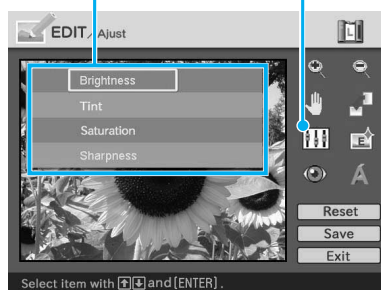 EDIT/Ajust
L
Brightness
Tint
Saturation
Sharpness
E
A
Reset
Save
Exit
Select item with and [ENTER].